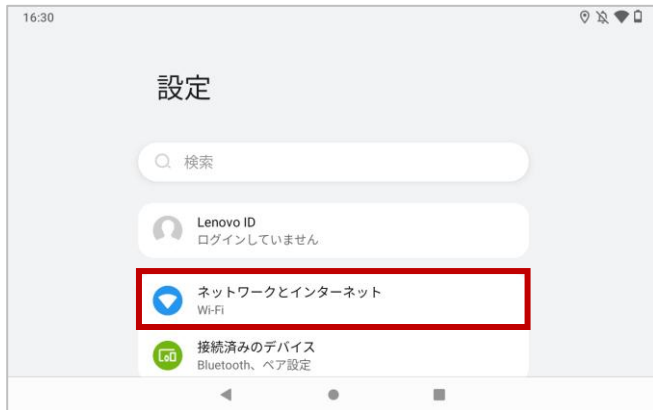 16:30
設定
検索
Lenovo ID
ログインしていません
ネットワークとインターネット
Wi-Fi
接続済みのデバイス
Bluetooth、ペア設定